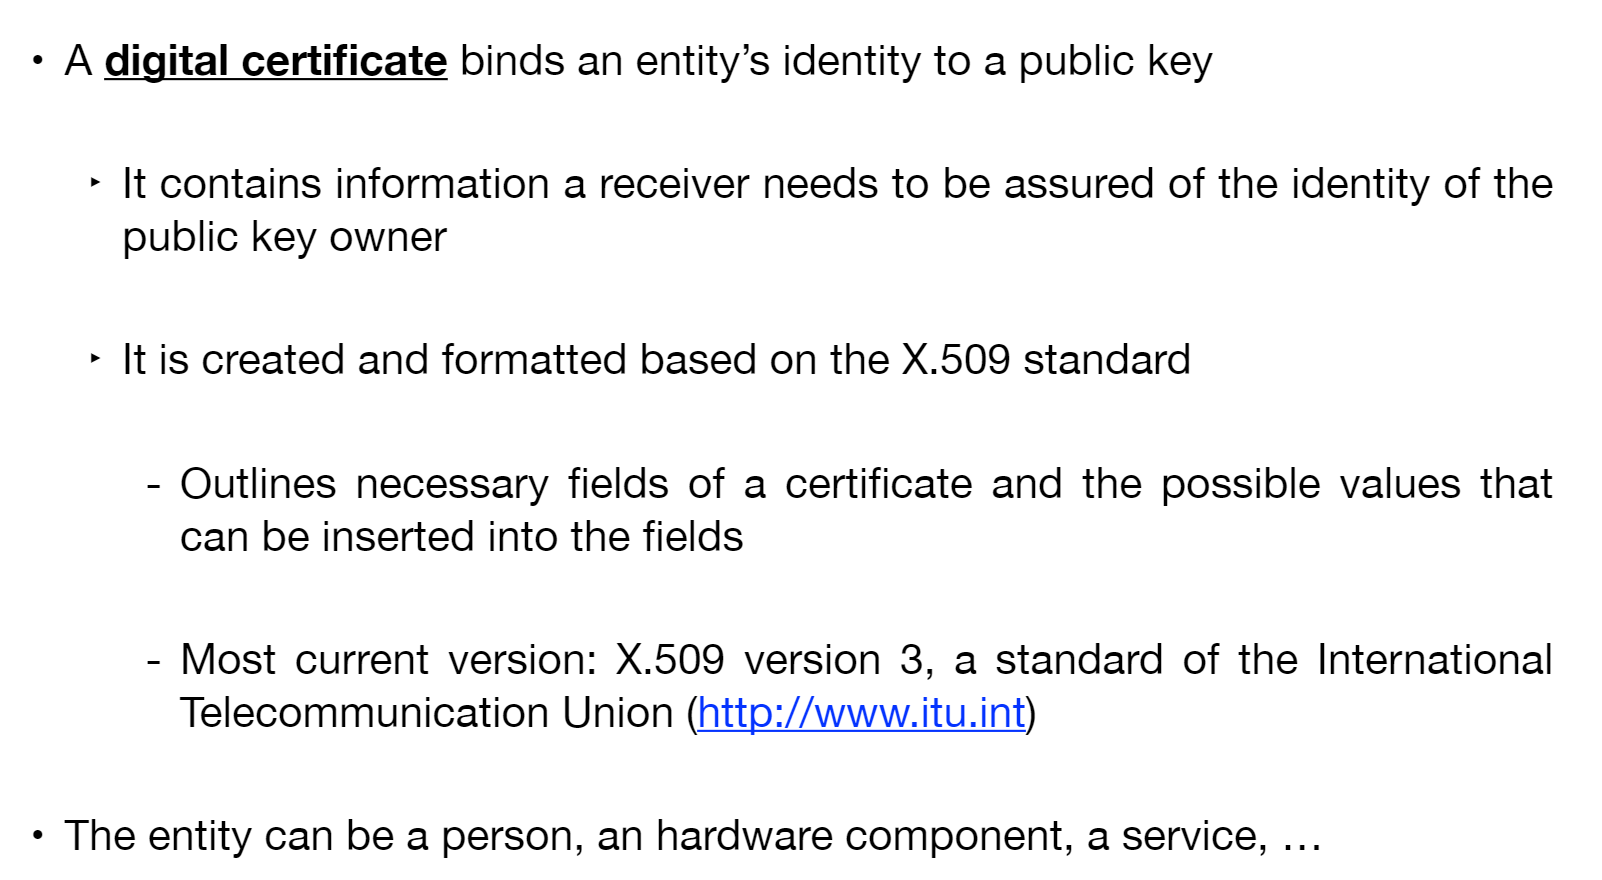 • A digital certificate binds an entity’s identity to a public key
‣ It contains information a receiver needs to be assured of the identity of the
public key owner
‣ It is created and formatted based on the X.509 standard
- Outlines necessary fields of a certificate and the possible values that
can be inserted into the fields
- Most current version: X.509 version 3, a standard of the International
Telecommunication Union (http://www.itu.int)
• The entity can be a person, an hardware component, a service, …